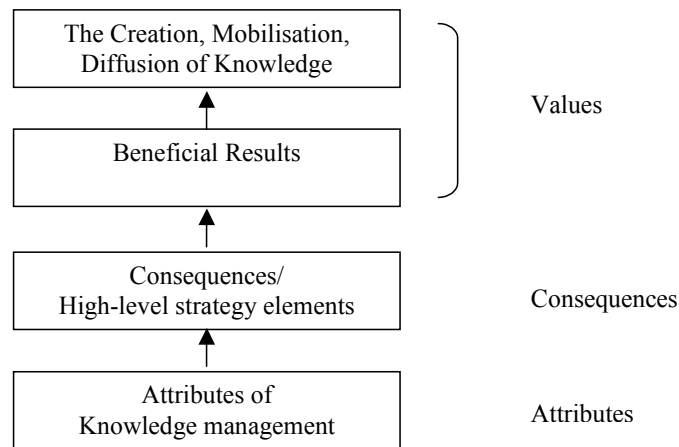 The Creation, Mobilisation,
Diffusion of Knowledge
Values
Beneficial Results
Consequences/
High-level strategy elements
Consequences
Attributes of
Knowledge management
Attributes